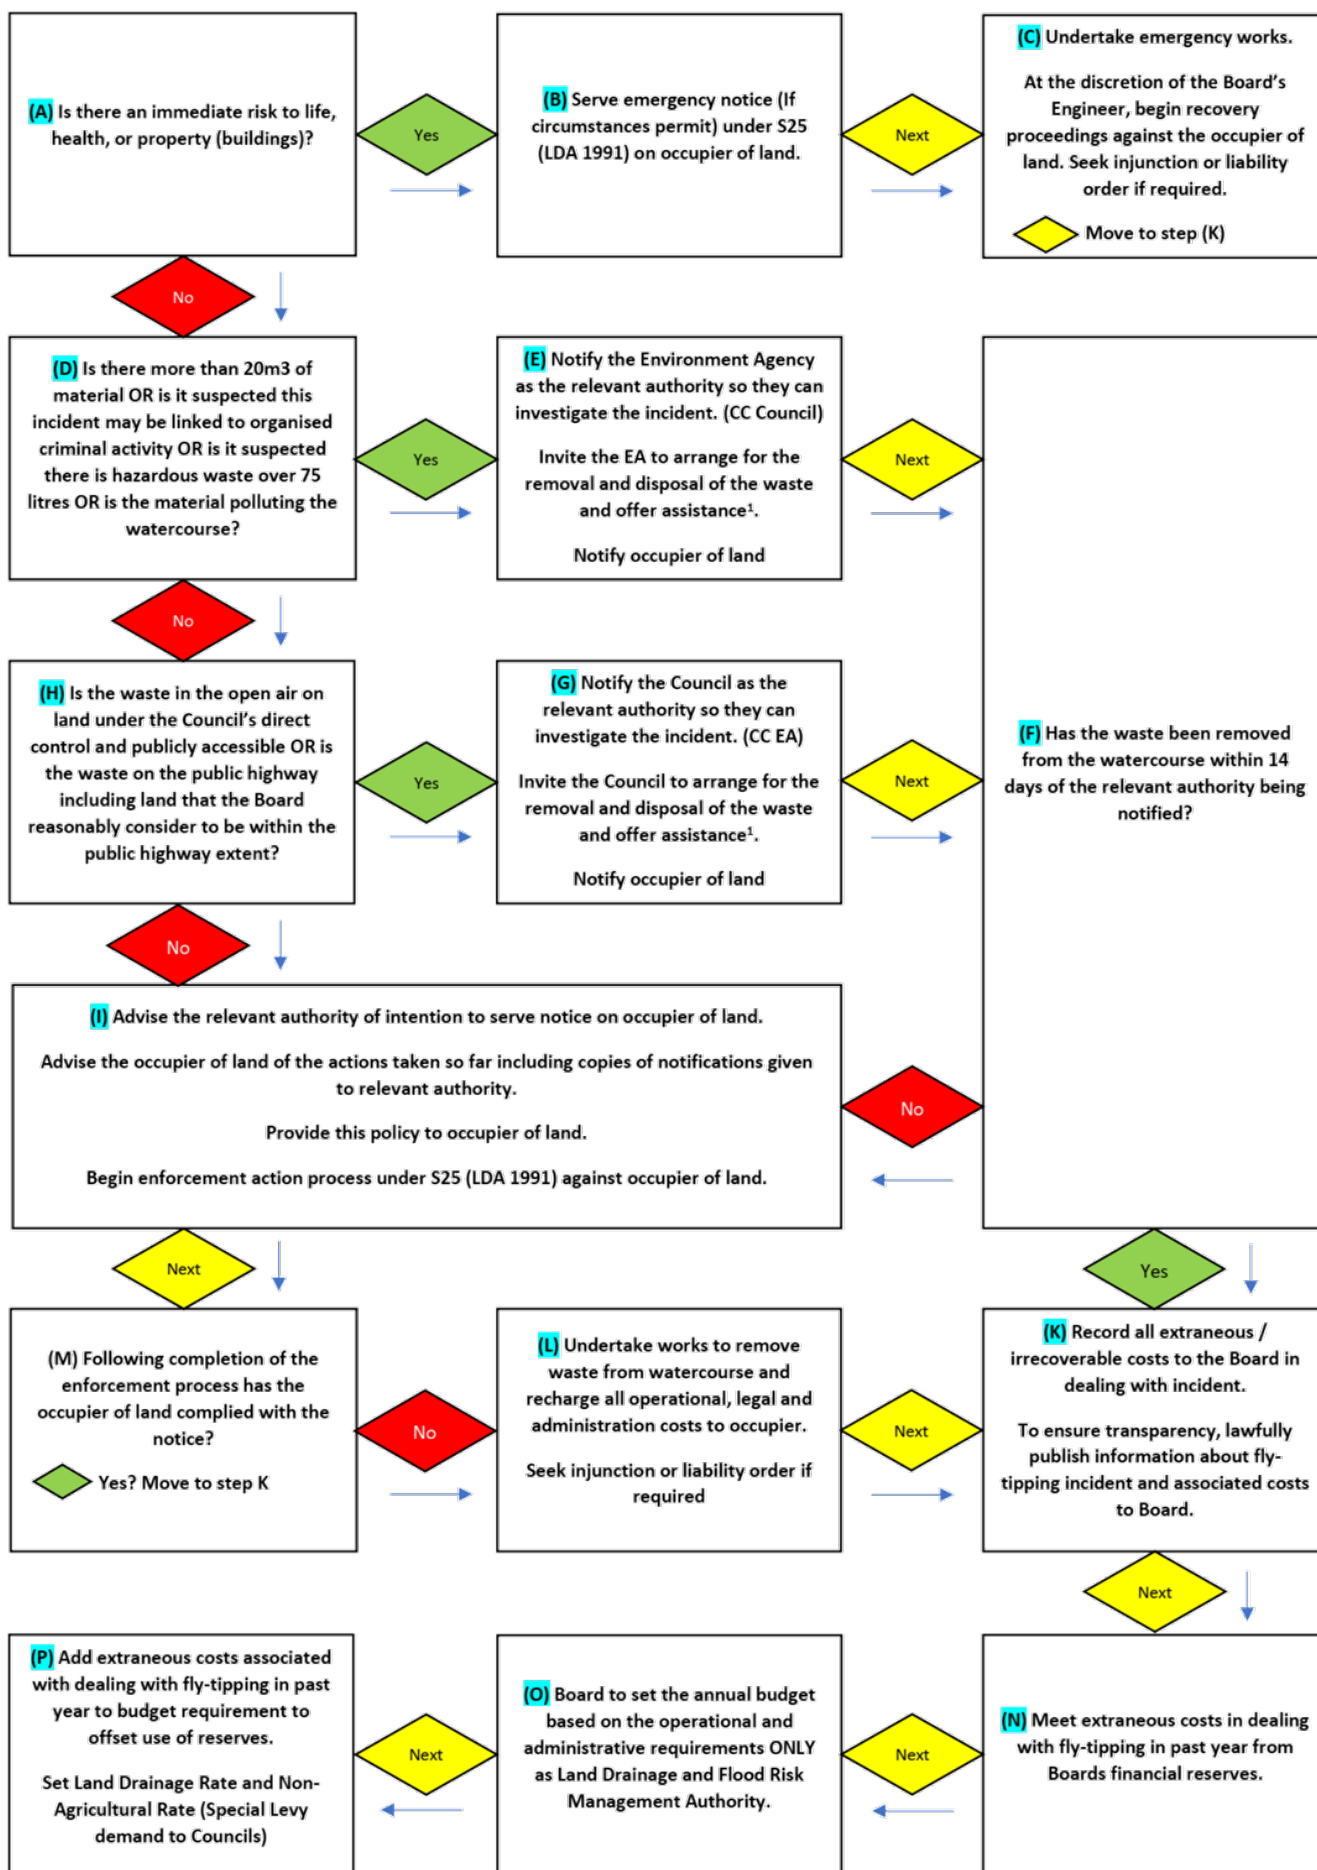 (A) Is there an immediate risk to life,
health, or property (buildings)?
Yes
(B) Serve emergency notice (If
circumstances permit) under S25
(LDA 1991) on occupier of land.
Next
(C) Undertake emergency works.
At the discretion of the Board's
Engineer, begin recovery
proceedings against the occupier of
land. Seek injunction or liability
order if required.
Move to step (K)
No
(D) Is there more than 20m3 of
material OR is it suspected this
incident may be linked to organised
criminal activity OR is it suspected
there is hazardous waste over 75
litres OR is the material polluting the
watercourse?
Yes
(E) Notify the Environment Agency
as the relevant authority so they can
investigate the incident. (CC Council)
Invite the EA to arrange for the
removal and disposal of the waste
and offer assistance¹.
Notify occupier of land
Next
No
(H) Is the waste in the open air on
land under the Council's direct
control and publicly accessible OR is
the waste on the public highway
including land that the Board
reasonably consider to be within the
public highway extent?
Yes
(G) Notify the Council as the
relevant authority so they can
investigate the incident. (CC EA)
Invite the Council to arrange for the
removal and disposal of the waste
and offer assistance¹.
Notify occupier of land
Next
(F) Has the waste been removed
from the watercourse within 14
days of the relevant authority being
notified?
No
(I) Advise the relevant authority of intention to serve notice on occupier of land.
Advise the occupier of land of the actions taken so far including copies of notifications given
to relevant authority.
Provide this policy to occupier of land.
Begin enforcement action process under S25 (LDA 1991) against occupier of land.
No
Next
Yes
(M) Following completion of the
enforcement process has the
occupier of land complied with the
notice?
Yes? Move to step K
No
(L) Undertake works to remove
waste from watercourse and
recharge all operational, legal and
administration costs to occupier.
Seek injunction or liability order if
required
Next
(K) Record all extraneous /
irrecoverable costs to the Board in
dealing with incident.
To ensure transparency, lawfully
publish information about fly-
tipping incident and associated costs
to Board.
Next
(P) Add extraneous costs associated
with dealing with fly-tipping in past
year to budget requirement to
offset use of reserves.
Set Land Drainage Rate and Non-
Agricultural Rate (Special Levy
demand to Councils)
Next
(O) Board to set the annual budget
based on the operational and
administrative requirements ONLY
as Land Drainage and Flood Risk
Management Authority.
Next
(N) Meet extraneous costs in dealing
with fly-tipping in past year from
Boards financial reserves.